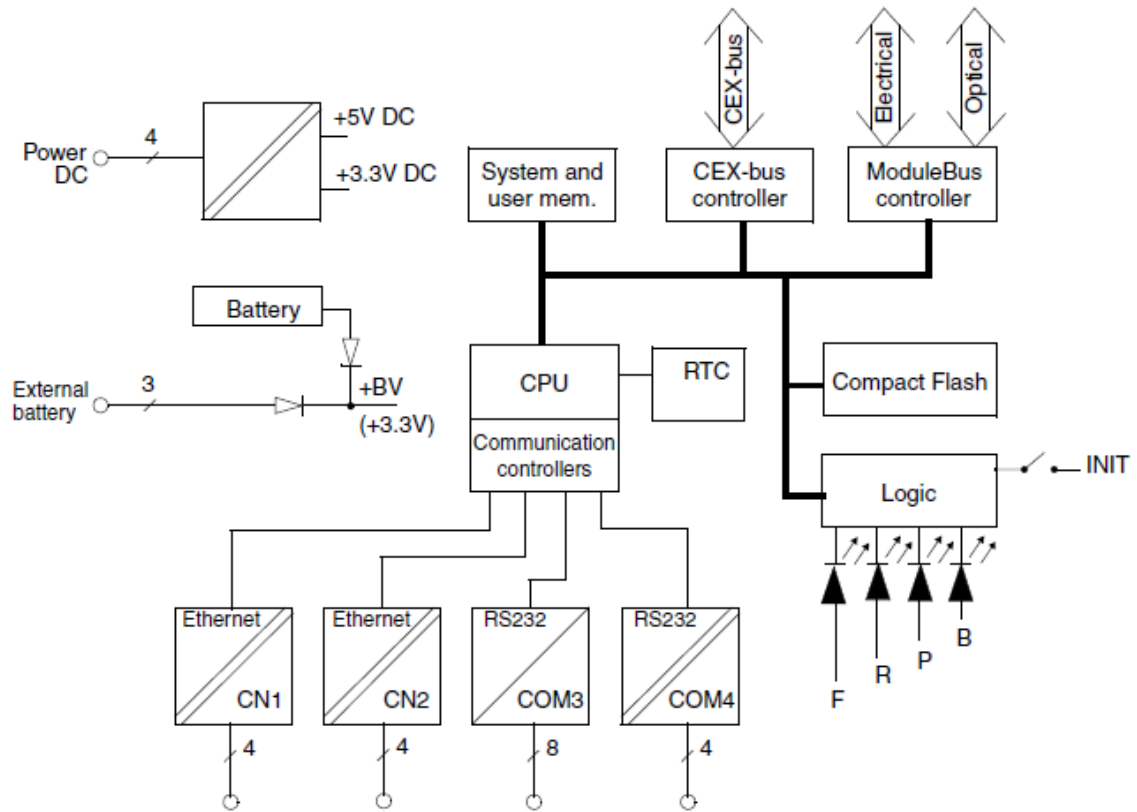 CEX-bus
Electrical
Optical
4
+5V DC
Power
DC
+3.3V DC
System and
user mem.
CEX-bus
controller
ModuleBus
controller
Battery
CPU
RTC
Compact Flash
External
battery
3
+BV
(+3.3V)
Communication
controllers
Logic
INIT
Ethernet
CN1
Ethernet
CN2
RS232
COM3
RS232
COM4
B
P
R
F
4
4
8
4